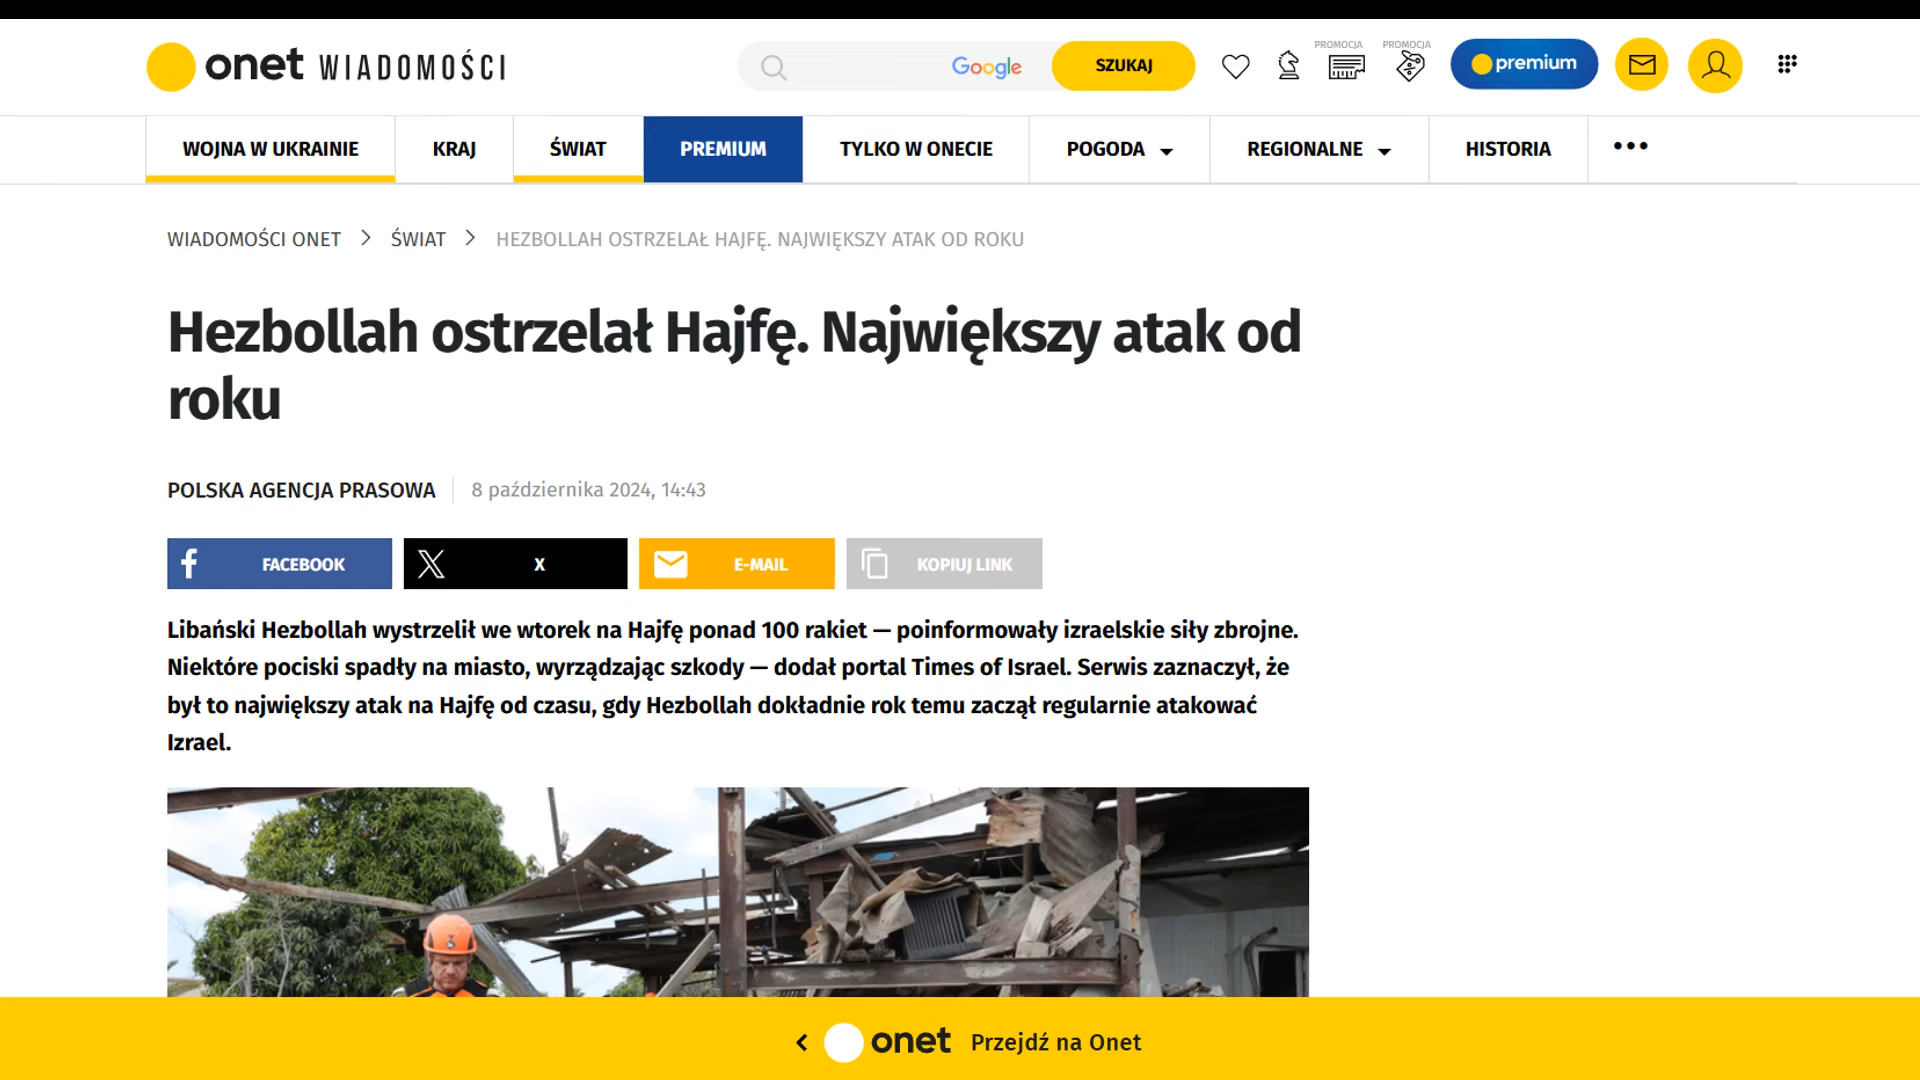 onet WIADOMOŚCI
Google
SZUKAJ
PROMOCJA
PROMOCJA
premium
WOJNA W UKRAINIE
KRAJ
ŚWIAT
PREMIUM
TYLKO W ONECIE
POGODA
REGIONALNE
HISTORIA
WIADOMOŚCI ONET
ŚWIAT
HEZBOLLAH OSTRZELAŁ HAJFĘ. NAJWIĘKSZY ATAK OD ROKU
Hezbollah ostrzelał Hajfę. Największy atak od
roku
POLSKA AGENCJA PRASOWA
8 października 2024, 14:43
FACEBOOK
X
E-MAIL
KOPIUJ LINK
Libański Hezbollah wystrzelił we wtorek na Hajfę ponad 100 rakiet — poinformowały izraelskie siły zbrojne.
Niektóre pociski spadły na miasto, wyrządzając szkody — dodał portal Times of Israel. Serwis zaznaczył, że
był to największy atak na Hajfę od czasu, gdy Hezbollah dokładnie rok temu zaczął regularnie atakować
Izrael.
onet Przejdź na Onet